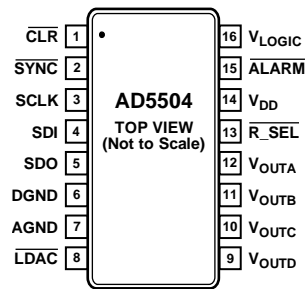 CLR 1
SYNC 2
SCLK 3
SDI 4
SDO 5
DGND 6
AGND 7
LDAC 8
AD5504
TOP VIEW
(Not to Scale)
16 VLOGIC
15 ALARM
14 VDD
13 R_SEL
12 VOUTA
11 VOUTB
10 VOUTC
9 VOUTD